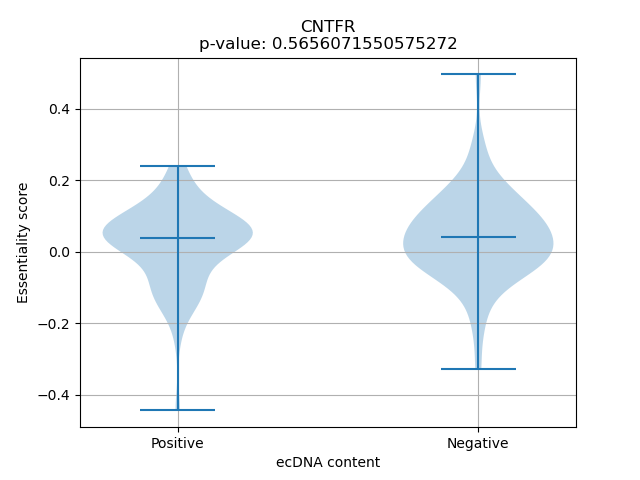 CNTFR
p-value: 0.5656071550575272
Essentiality score
0.4
0.2
0.0
−0.2
−0.4
Positive
Negative
ecDNA content